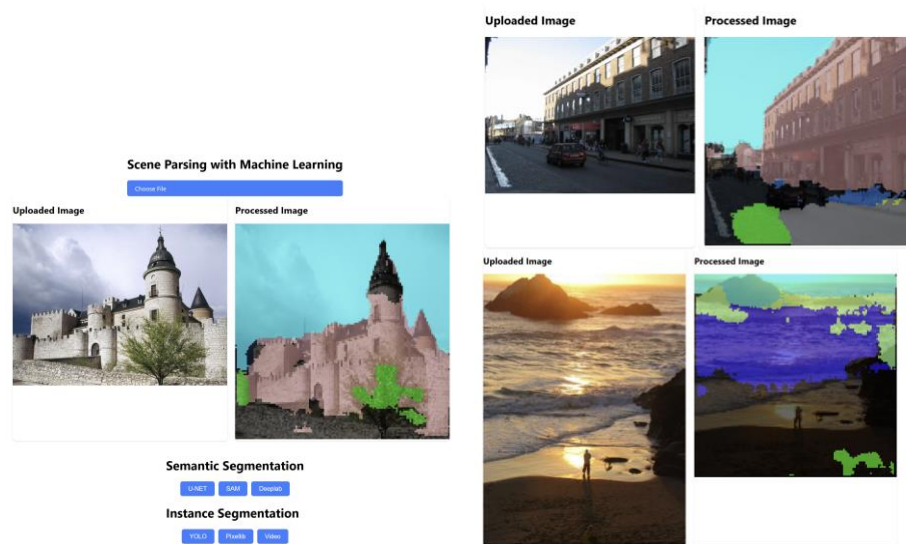 Scene Parsing with Machine Learning
Choose File
Uploaded Image
Processed Image
Semantic Segmentation
U-NET
SAM
Deeplab
Instance Segmentation
YOLO
Pixellib
Video
Uploaded Image
Processed Image
Uploaded Image
Processed Image